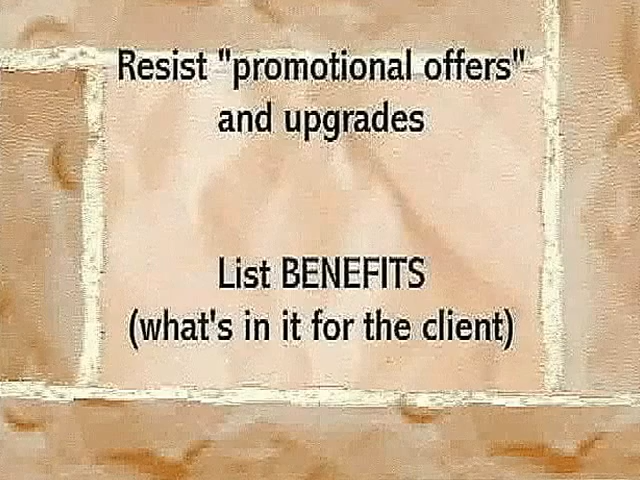 Resist "promotional offers"
and upgrades
List BENEFITS
(what's in it for the client)